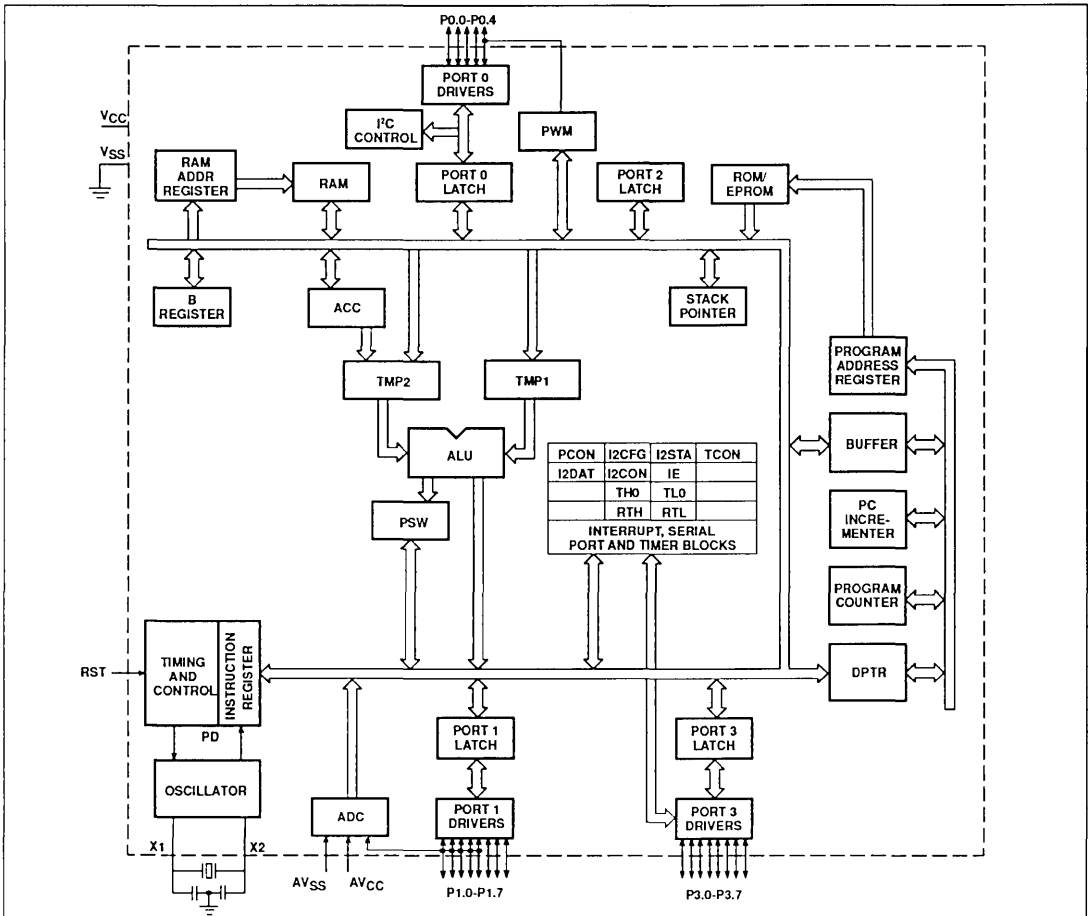 P0.0-P0.4
PORT 0
DRIVERS
VCC
I²C
CONTROL
PWM
VSS
RAM
ADDR
REGISTER
RAM
PORT 0
LATCH
PORT 2
LATCH
ROM/
EPROM
B
REGISTER
ACC
STACK
POINTER
PROGRAM
ADDRESS
REGISTER
TMP2
TMP1
BUFFER
ALU
PCON I2CFG I2STA TCON
I2DAT I2CON IE
TH0 TL0
RTH RTL
INTERRUPT, SERIAL
PORT AND TIMER BLOCKS
PSW
PC
INCRE-
MENTER
PROGRAM
COUNTER
RST
TIMING
AND
CONTROL
INSTRUCTION
REGISTER
DPTR
PD
PORT 1
LATCH
PORT 3
LATCH
OSCILLATOR
ADC
PORT 1
DRIVERS
PORT 3
DRIVERS
X1
X2
AVSS
AVCC
P1.0-P1.7
P3.0-P3.7